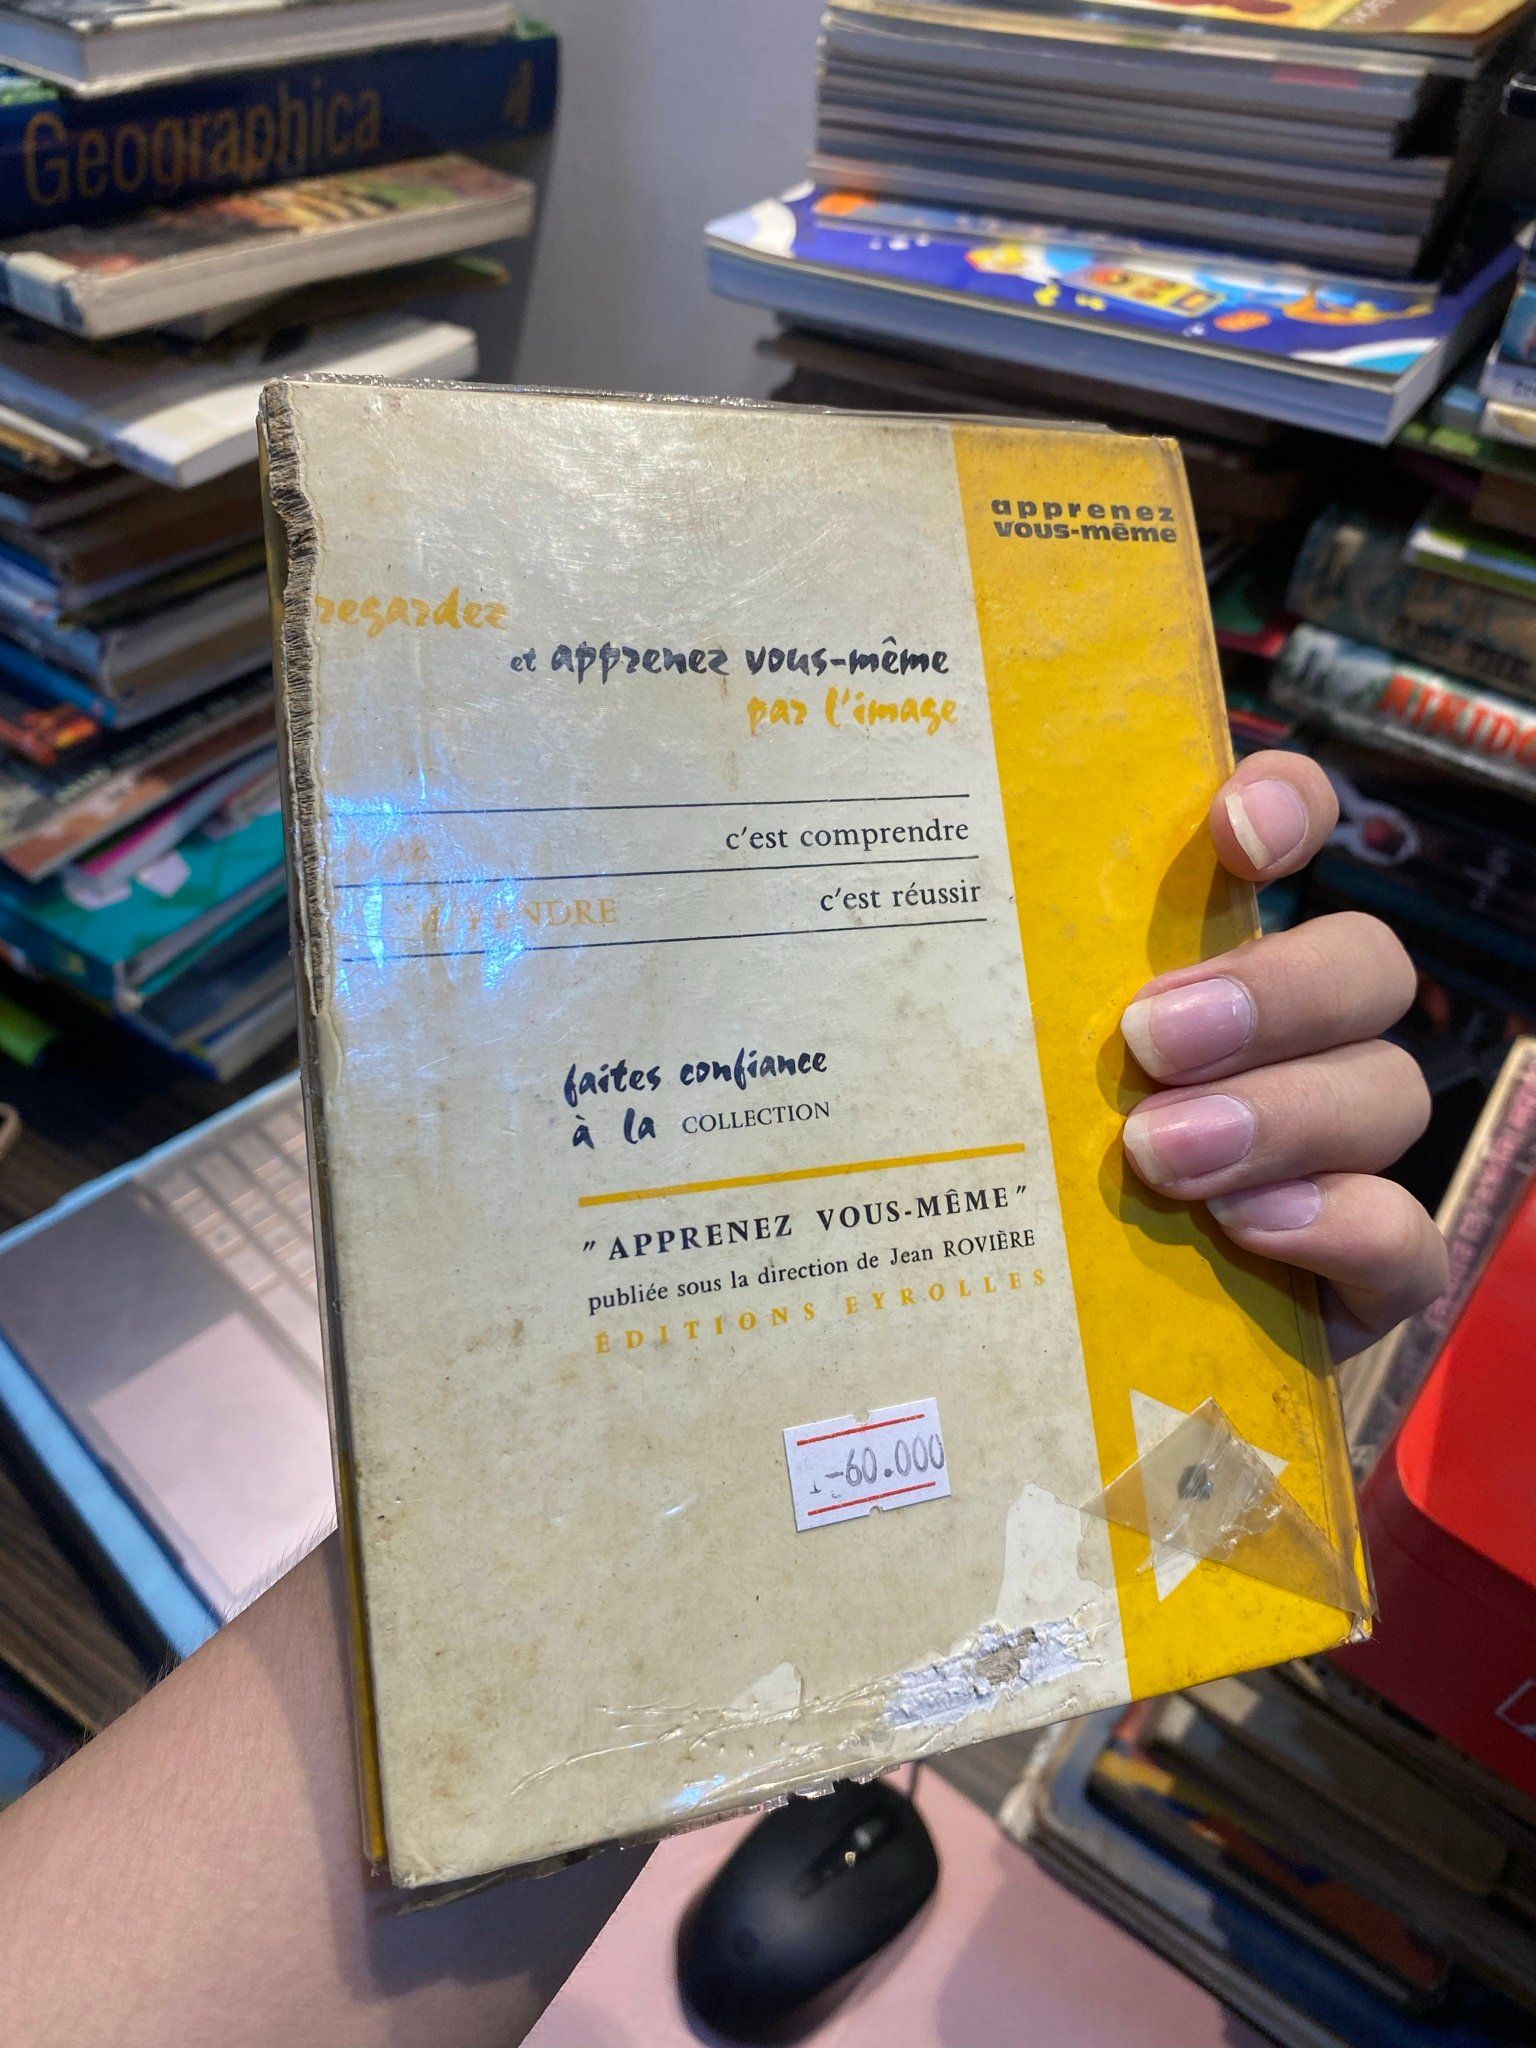 Geographica
apprenez
vous-même
regardez
et apprenez vous-même
par l'image
c'est comprendre
c'est réussir
faites confiance
à la COLLECTION
"APPRENEZ VOUS-MÊME"
publiée sous la direction de Jean ROVIÈRE
ÉDITIONS EYROLLES
-60.000